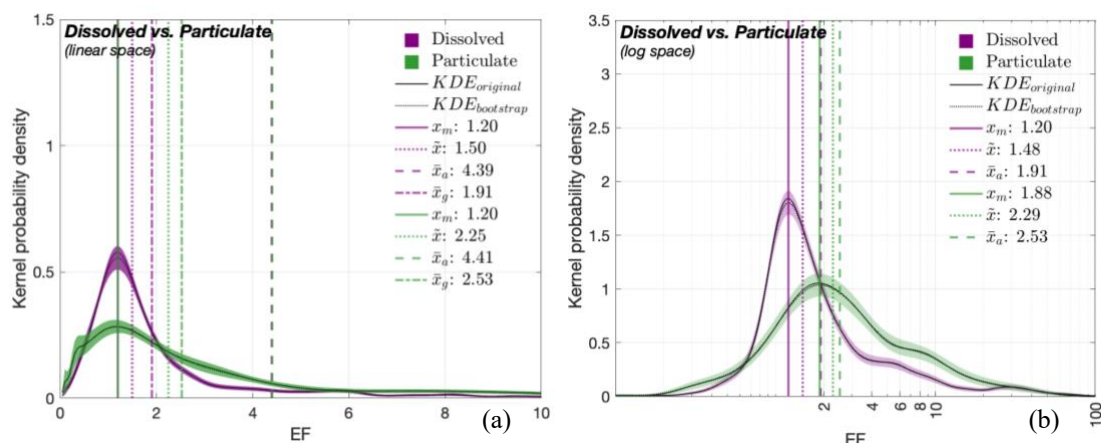 Dissolved vs. Particulate
(linear space)
Dissolved
Particulate
KDE_original
KDE_bootstrap
x_m: 1.20
x̃: 1.50
x̄_a: 4.39
x̄_g: 1.91
x_m: 1.20
x̃: 2.25
x̄_a: 4.41
x̄_g: 2.53
Kernel probability density
1.5
1
0.5
0
0 2 4 6 8 10
EF
(a)
Dissolved vs. Particulate
(log space)
Dissolved
Particulate
KDE_original
KDE_bootstrap
x_m: 1.20
x̃: 1.48
x̄_a: 1.91
x_m: 1.88
x̃: 2.29
x̄_a: 2.53
Kernel probability density
3.5
3
2.5
2
1.5
1
0.5
0
2 4 6 8 10 100
EF
(b)